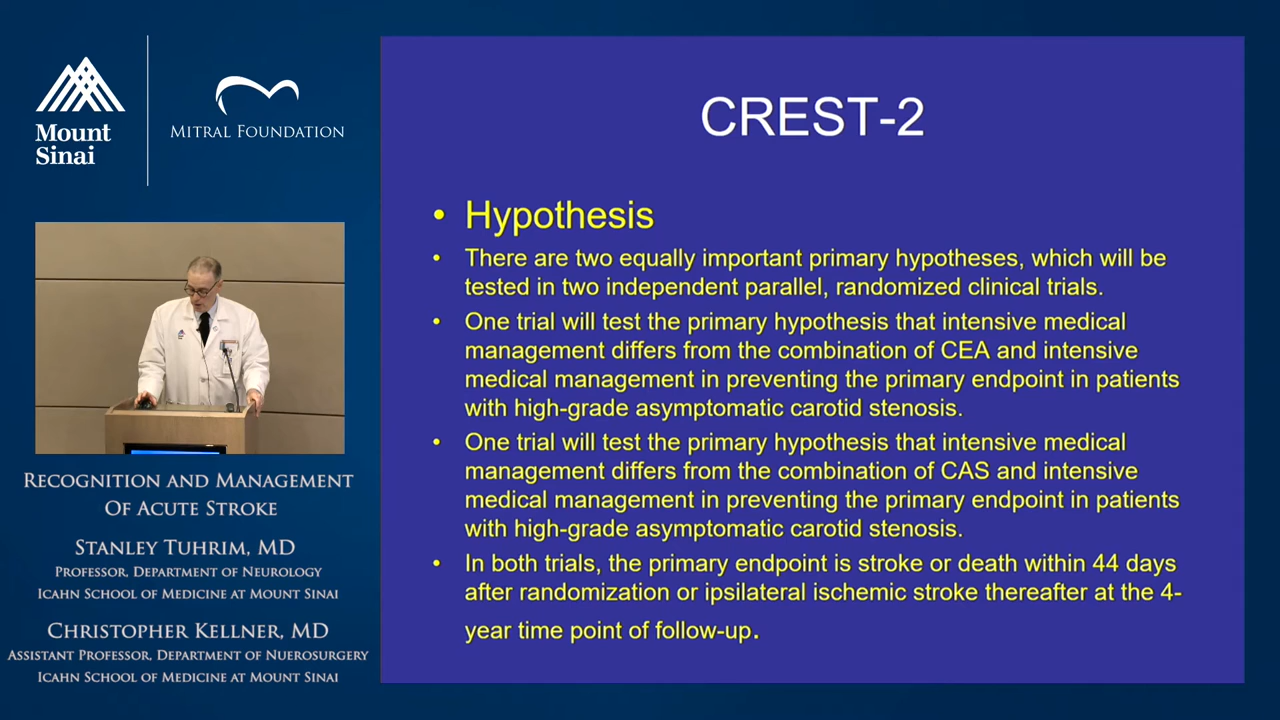 Mount
Sinai
MITRAL FOUNDATION
RECOGNITION AND MANAGEMENT
OF ACUTE STROKE
STANLEY TUHRIM, MD
PROFESSOR, DEPARTMENT OF NEUROLOGY
ICAHN SCHOOL OF MEDICINE AT MOUNT SINAI
CHRISTOPHER KELLNER, MD
ASSISTANT PROFESSOR, DEPARTMENT OF NUEROSURGERY
ICAHN SCHOOL OF MEDICINE AT MOUNT SINAI
CREST-2
• Hypothesis
• There are two equally important primary hypotheses, which will be
tested in two independent parallel, randomized clinical trials.
• One trial will test the primary hypothesis that intensive medical
management differs from the combination of CEA and intensive
medical management in preventing the primary endpoint in patients
with high-grade asymptomatic carotid stenosis.
• One trial will test the primary hypothesis that intensive medical
management differs from the combination of CAS and intensive
medical management in preventing the primary endpoint in patients
with high-grade asymptomatic carotid stenosis.
• In both trials, the primary endpoint is stroke or death within 44 days
after randomization or ipsilateral ischemic stroke thereafter at the 4-
year time point of follow-up.